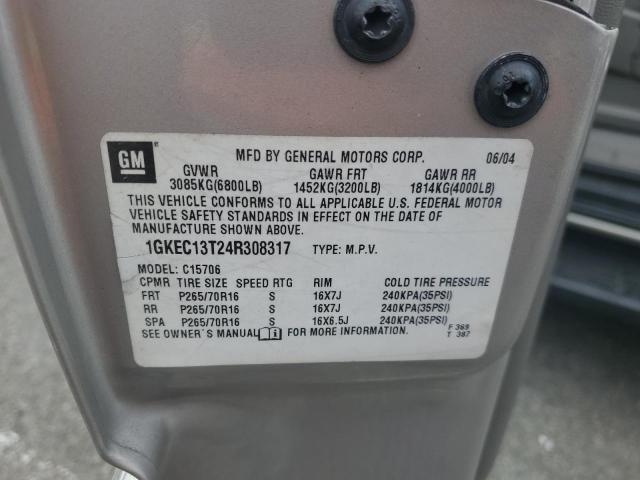 GM
MFD BY GENERAL MOTORS CORP. 06/04
GVWR GAWR FRT GAWR RR
3085KG(6800LB) 1452KG(3200LB) 1814KG(4000LB)
THIS VEHICLE CONFORMS TO ALL APPLICABLE U.S. FEDERAL MOTOR
VEHICLE SAFETY STANDARDS IN EFFECT ON THE DATE OF
MANUFACTURE SHOWN ABOVE.
1GKEC13T24R308317 TYPE: M.P.V.
MODEL: C15706
CPMR TIRE SIZE SPEED RTG RIM COLD TIRE PRESSURE
FRT P265/70R16 S 16X7J 240KPA(35PSI)
RR P265/70R16 S 16X7J 240KPA(35PSI)
SPA P265/70R16 S 16X6.5J 240KPA(35PSI)
SEE OWNER'S MANUAL FOR MORE INFORMATION.
F 369
T 387